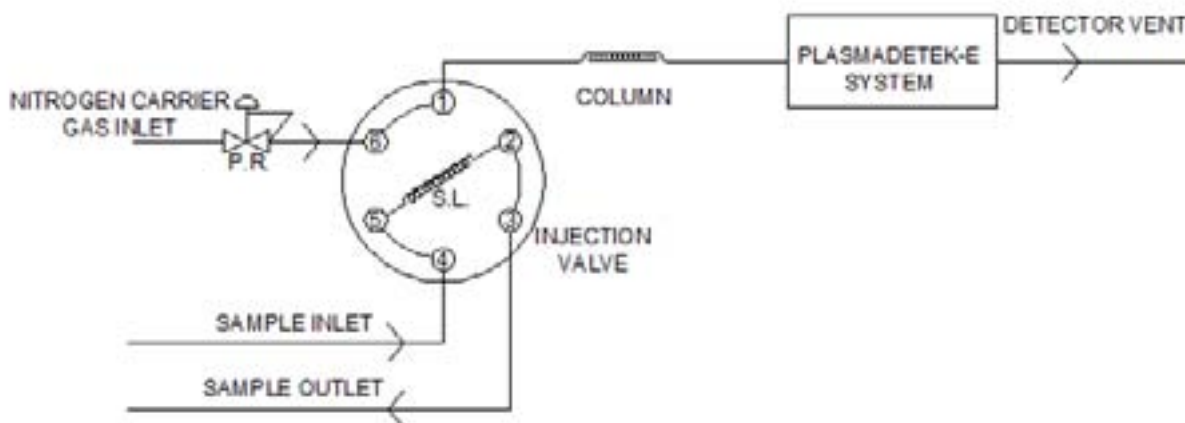 DETECTOR VENT
PLASMADETEK-E
SYSTEM
COLUMN
NITROGEN CARRIER
GAS INLET
P.R.
1
6
2
S.L.
5
3
4
INJECTION
VALVE
SAMPLE INLET
SAMPLE OUTLET